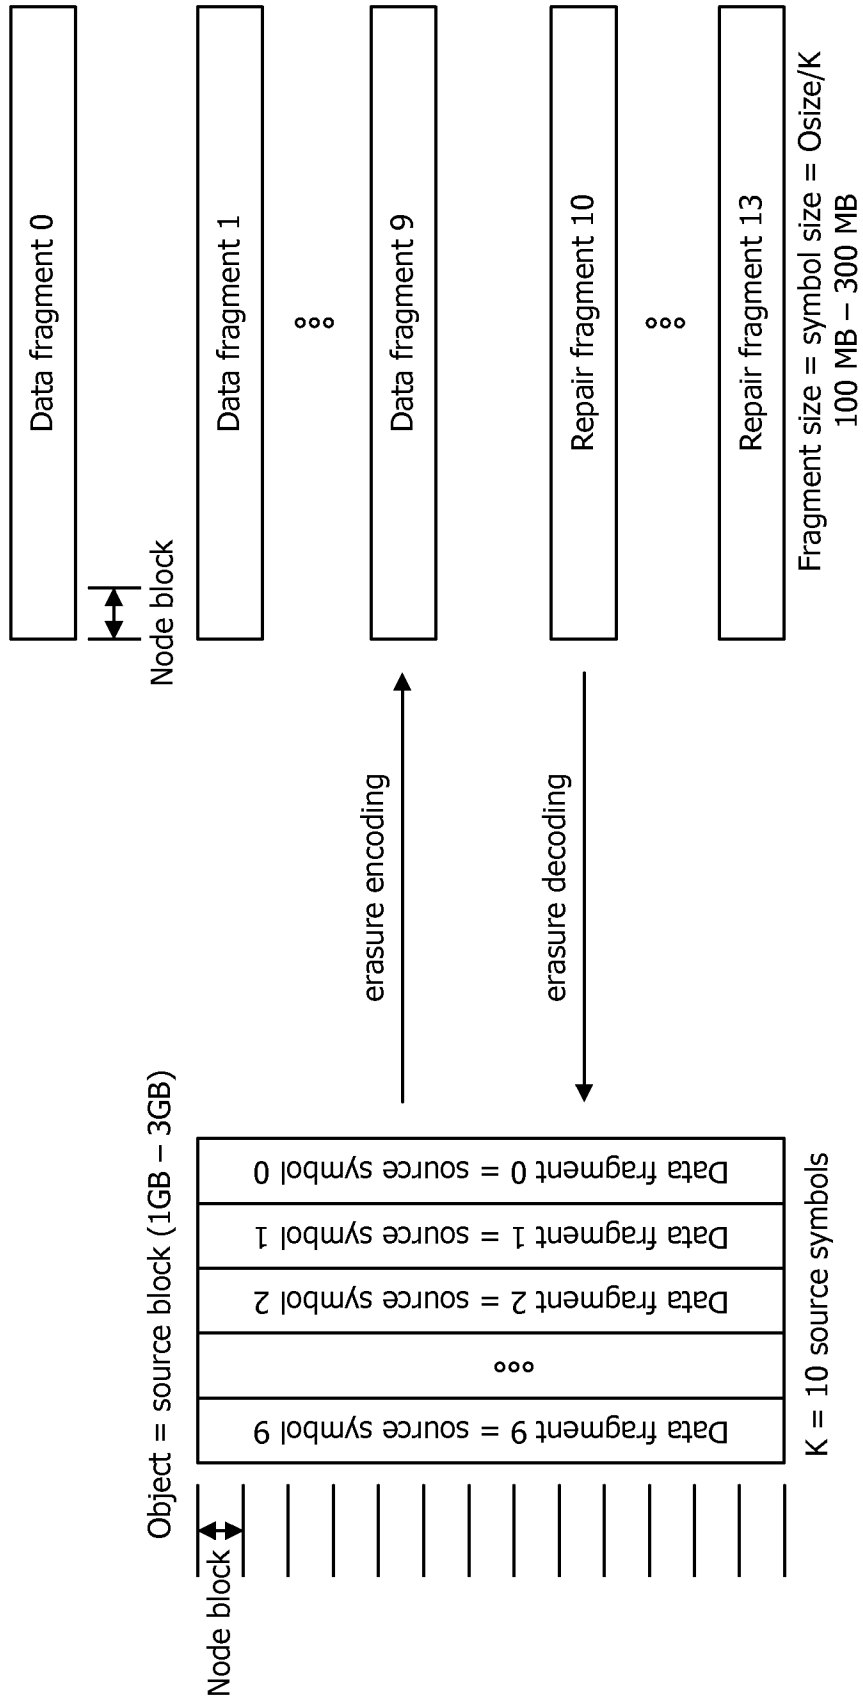 Object = source block (1GB – 3GB)
Node block
Data fragment 9 = source symbol 9
ooo
Data fragment 2 = source symbol 2
Data fragment 1 = source symbol 1
Data fragment 0 = source symbol 0
K = 10 source symbols
erasure encoding
erasure decoding
Data fragment 0
Node block
Data fragment 1
ooo
Data fragment 9
Repair fragment 10
ooo
Repair fragment 13
Fragment size = symbol size = Osize/K
100 MB – 300 MB